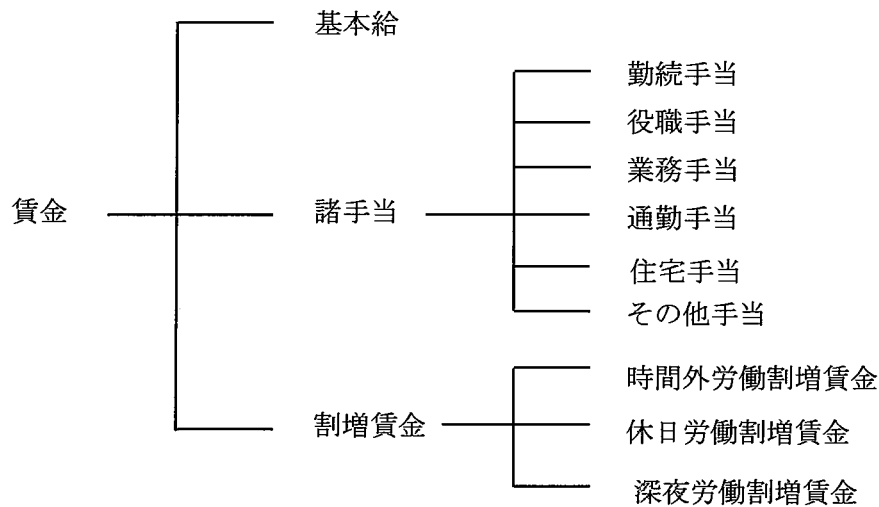 基本給
勤続手当
役職手当
業務手当
賃金
諸手当
通勤手当
住宅手当
その他手当
時間外労働割増賃金
割増賃金
休日労働割増賃金
深夜労働割増賃金